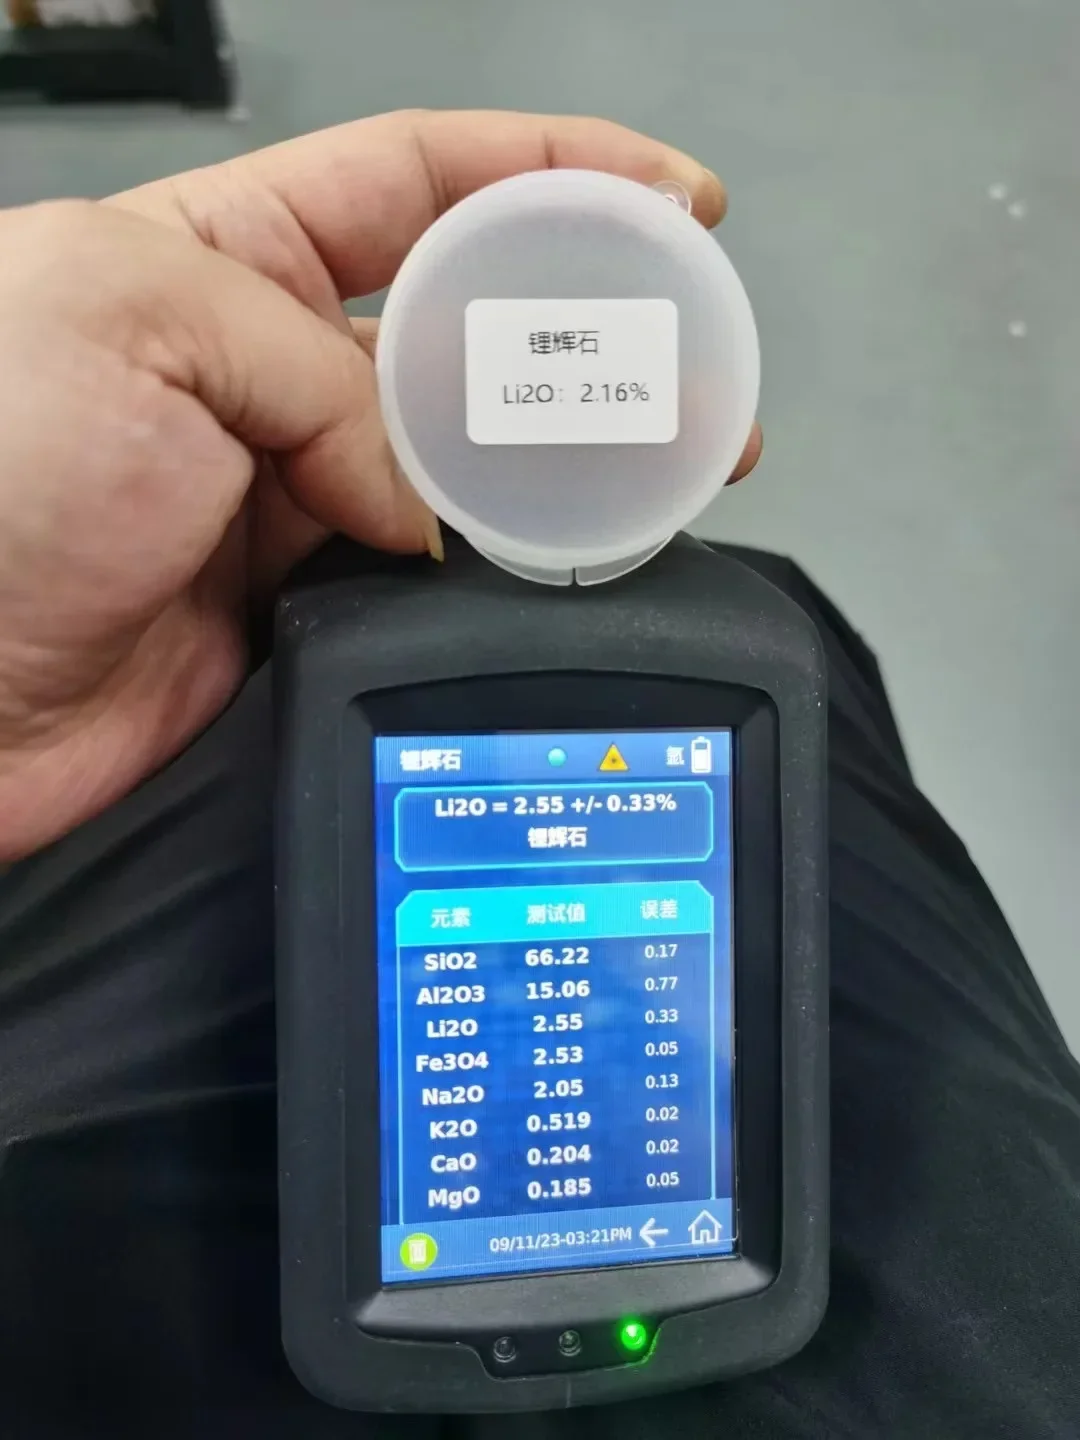 锂辉石
Li2O: 2.16%
锂辉石 氩
Li2O = 2.55 +/- 0.33%
锂辉石
元素 测试值 误差
SiO2 66.22 0.17
Al2O3 15.06 0.77
Li2O 2.55 0.33
Fe3O4 2.53 0.05
Na2O 2.05 0.13
K2O 0.519 0.02
CaO 0.204 0.02
MgO 0.185 0.05
09/11/23-03:21PM